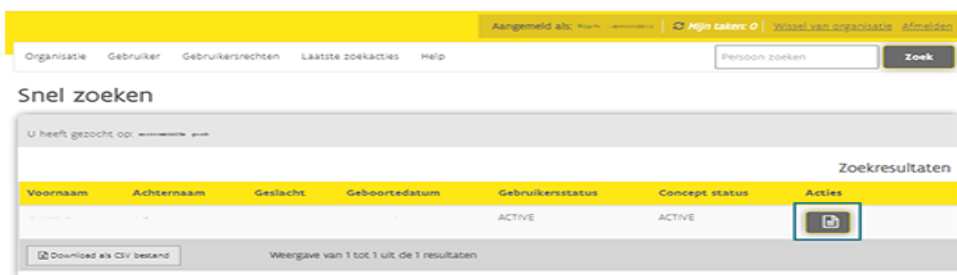 Aangemeld als: Mijn taken: 0 Wissel van organisatie Afmelden
Organisatie Gebruiker Gebruikersrechten Laatste zoekacties Help Persoon zoeken Zoek
Snel zoeken
U heeft gezocht op:
Zoekresultaten
Voornaam Achternaam Geslacht Geboortedatum Gebruikersstatus Concept status Acties
ACTIVE ACTIVE
Download als CSV bestand Weergave van 1 tot 1 uit de 1 resultaten